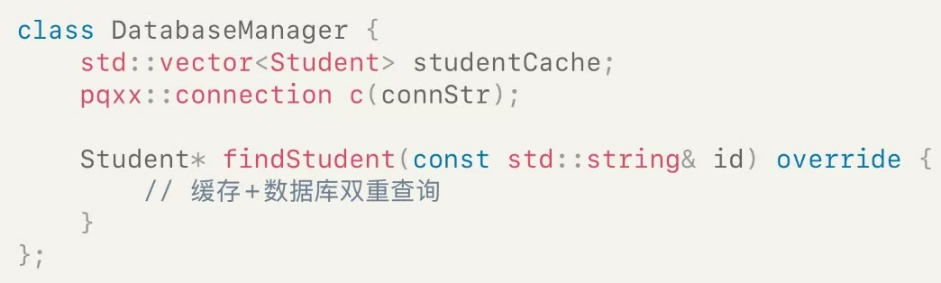 class DatabaseManager {
    std::vector<Student> studentCache;
    pqxx::connection c(connStr);

    Student* findStudent(const std::string& id) override {
        // 缓存+数据库双重查询
    }
};